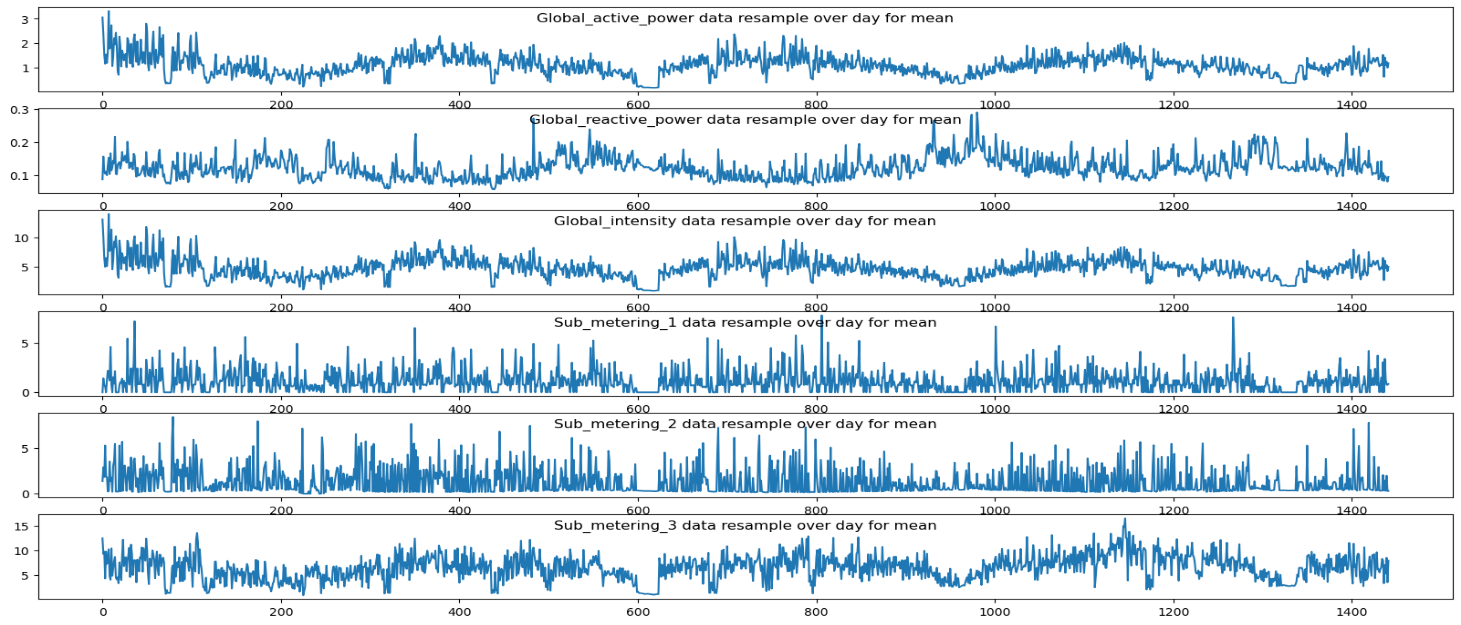 Global_active_power data resample over day for mean
3
2
1
0 200 400 600 800 1000 1200 1400
Global_reactive_power data resample over day for mean
0.3
0.2
0.1
0 200 400 600 800 1000 1200 1400
Global_intensity data resample over day for mean
10
5
0 200 400 600 800 1000 1200 1400
Sub_metering_1 data resample over day for mean
5
0
0 200 400 600 800 1000 1200 1400
Sub_metering_2 data resample over day for mean
5
0
0 200 400 600 800 1000 1200 1400
Sub_metering_3 data resample over day for mean
15
10
5
0 200 400 600 800 1000 1200 1400